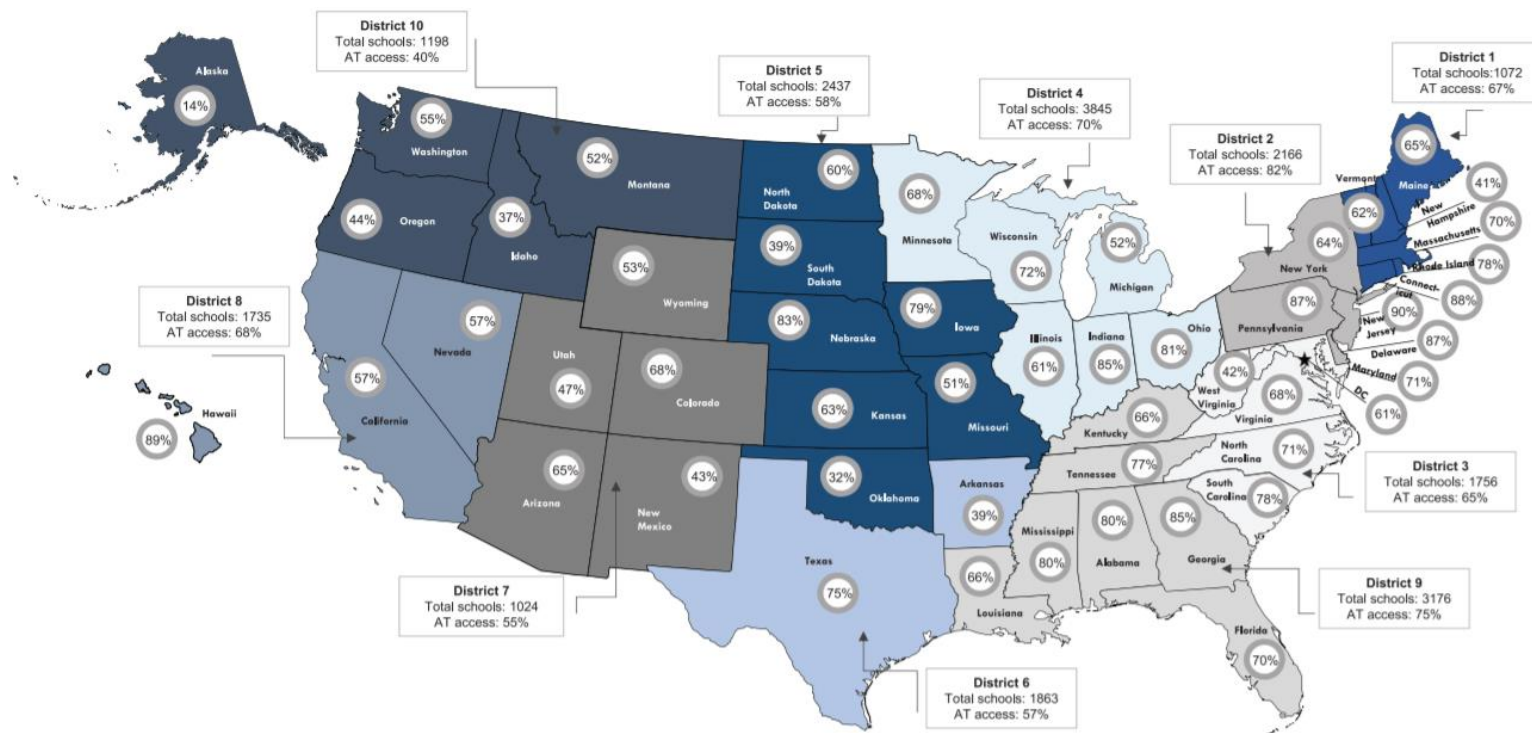 District 10
Total schools: 1198
AT access: 40%
District 5
Total schools: 2437
AT access: 58%
District 4
Total schools: 3845
AT access: 70%
District 1
Total schools:1072
AT access: 67%
District 2
Total schools: 2166
AT access: 82%
Alaska
14%
55%
Washington
52%
Montana
44%
Oregon
37%
Idaho
60%
North
Dakota
39%
South
Dakota
68%
Minnesota
Wisconsin
72%
52%
Michigan
65%
Maine
Vermont
62%
New
Hampshire
41%
Massachusetts
70%
Rhode Island
78%
Connect-
icut
88%
64%
New York
87%
Pennsylvania
New
Jersey
90%
Delaware
87%
Maryland
71%
DC
61%
District 8
Total schools: 1735
AT access: 68%
57%
Nevada
57%
California
Hawaii
89%
53%
Wyoming
Utah
47%
68%
Colorado
65%
Arizona
43%
New
Mexico
83%
Nebraska
79%
Iowa
63%
Kansas
51%
Missouri
32%
Oklahoma
Illinois
61%
Indiana
85%
Ohio
81%
42%
West
Virginia
68%
Virginia
66%
Kentucky
Tennessee
77%
North
Carolina
71%
South
Carolina
78%
District 3
Total schools: 1756
AT access: 65%
Arkansas
39%
Texas
75%
66%
Louisiana
Mississippi
80%
80%
Alabama
85%
Georgia
Florida
70%
District 7
Total schools: 1024
AT access: 55%
District 9
Total schools: 3176
AT access: 75%
District 6
Total schools: 1863
AT access: 57%